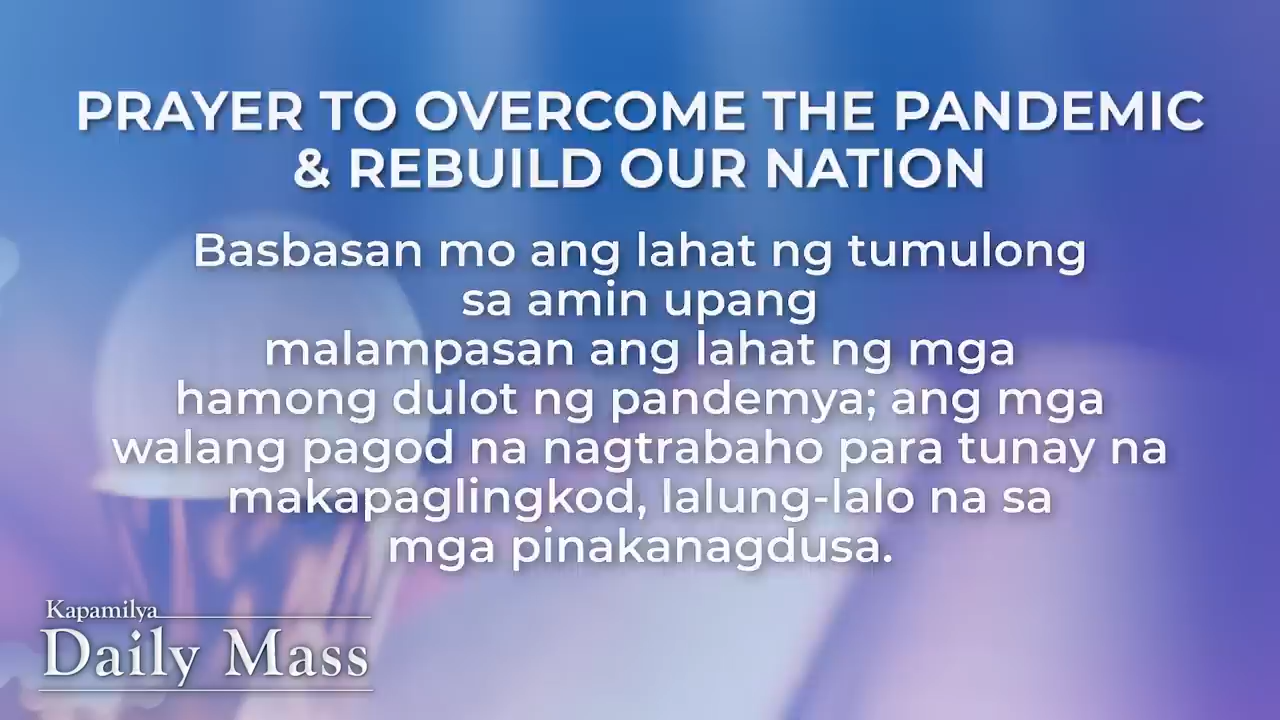 PRAYER TO OVERCOME THE PANDEMIC
& REBUILD OUR NATION
Basbasan mo ang lahat ng tumulong
sa amin upang
malampasan ang lahat ng mga
hamong dulot ng pandemya; ang mga
walang pagod na nagtrabaho para tunay na
makapaglingkod, lalung-lalo na sa
mga pinakanagdusa.
Kapamilya
Daily Mass